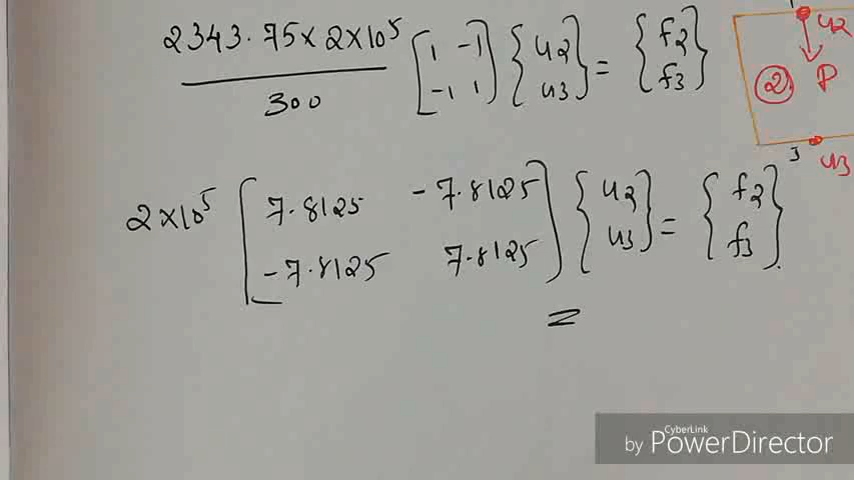 2343.75×2×10⁵
300
[1 -1
-1 1] {u2
u3} = {f2
f3}
u2
② P
3 u3
2×10⁵ [7.8125 -7.8125
-7.8125 7.8125] {u2
u3} = {f2
f3}.
CyberLink
by PowerDirector